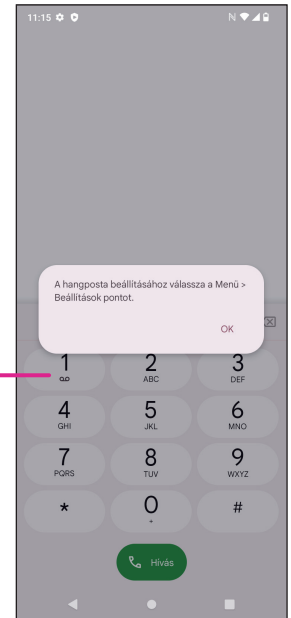 11:15
A hangposta beállításához válassza a Menü >
Beállítások pontot.
OK
1
2
ABC
3
DEF
4
GHI
5
JKL
6
MNO
7
PQRS
8
TUV
9
WXYZ
*
0
+
#
Hívás